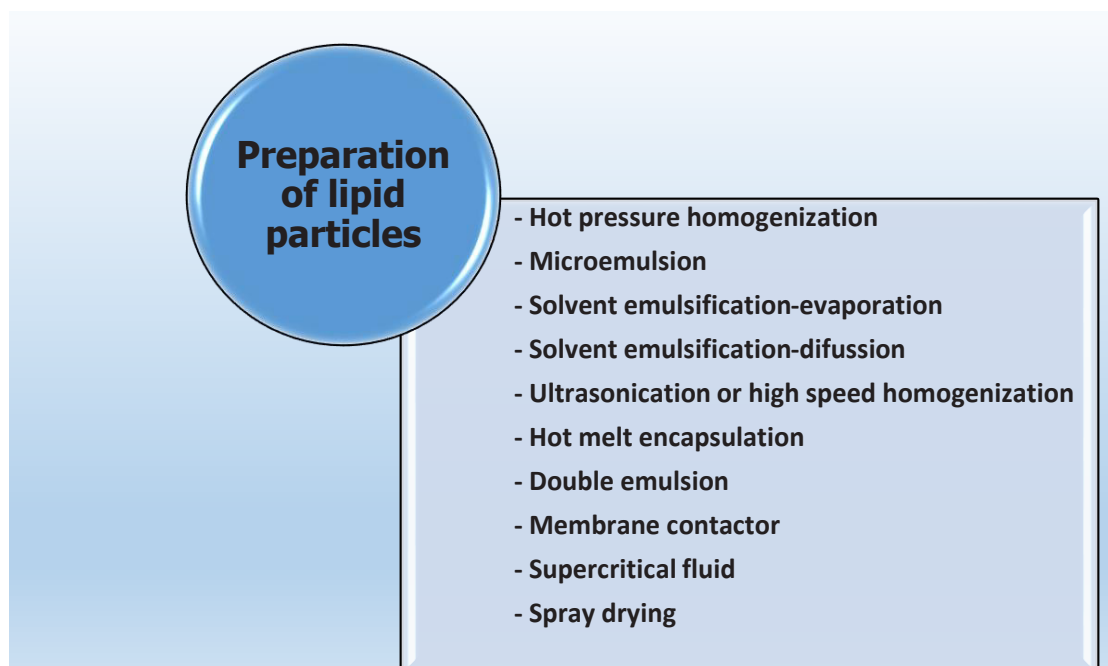 Preparation
of lipid
particles
- Hot pressure homogenization
- Microemulsion
- Solvent emulsification-evaporation
- Solvent emulsification-difussion
- Ultrasonication or high speed homogenization
- Hot melt encapsulation
- Double emulsion
- Membrane contactor
- Supercritical fluid
- Spray drying